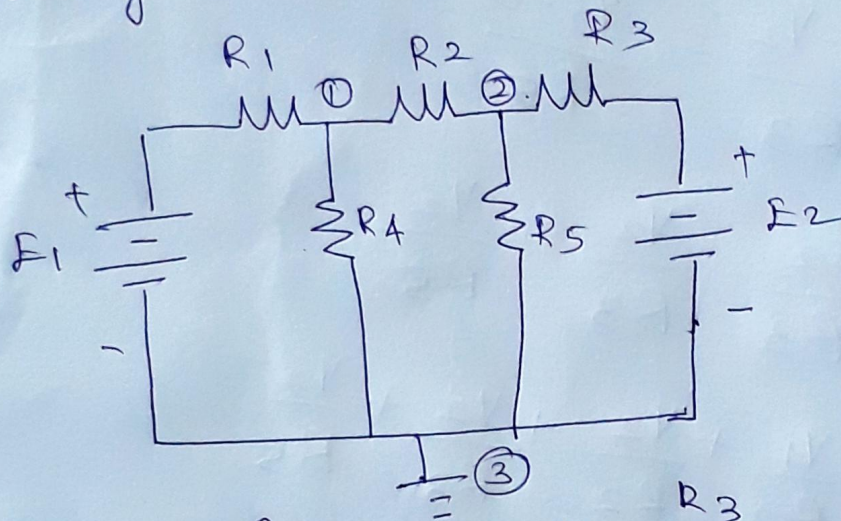 R1 R2 R3
① ②
+ +
E1 R4 R5 E2
- -
③
R3